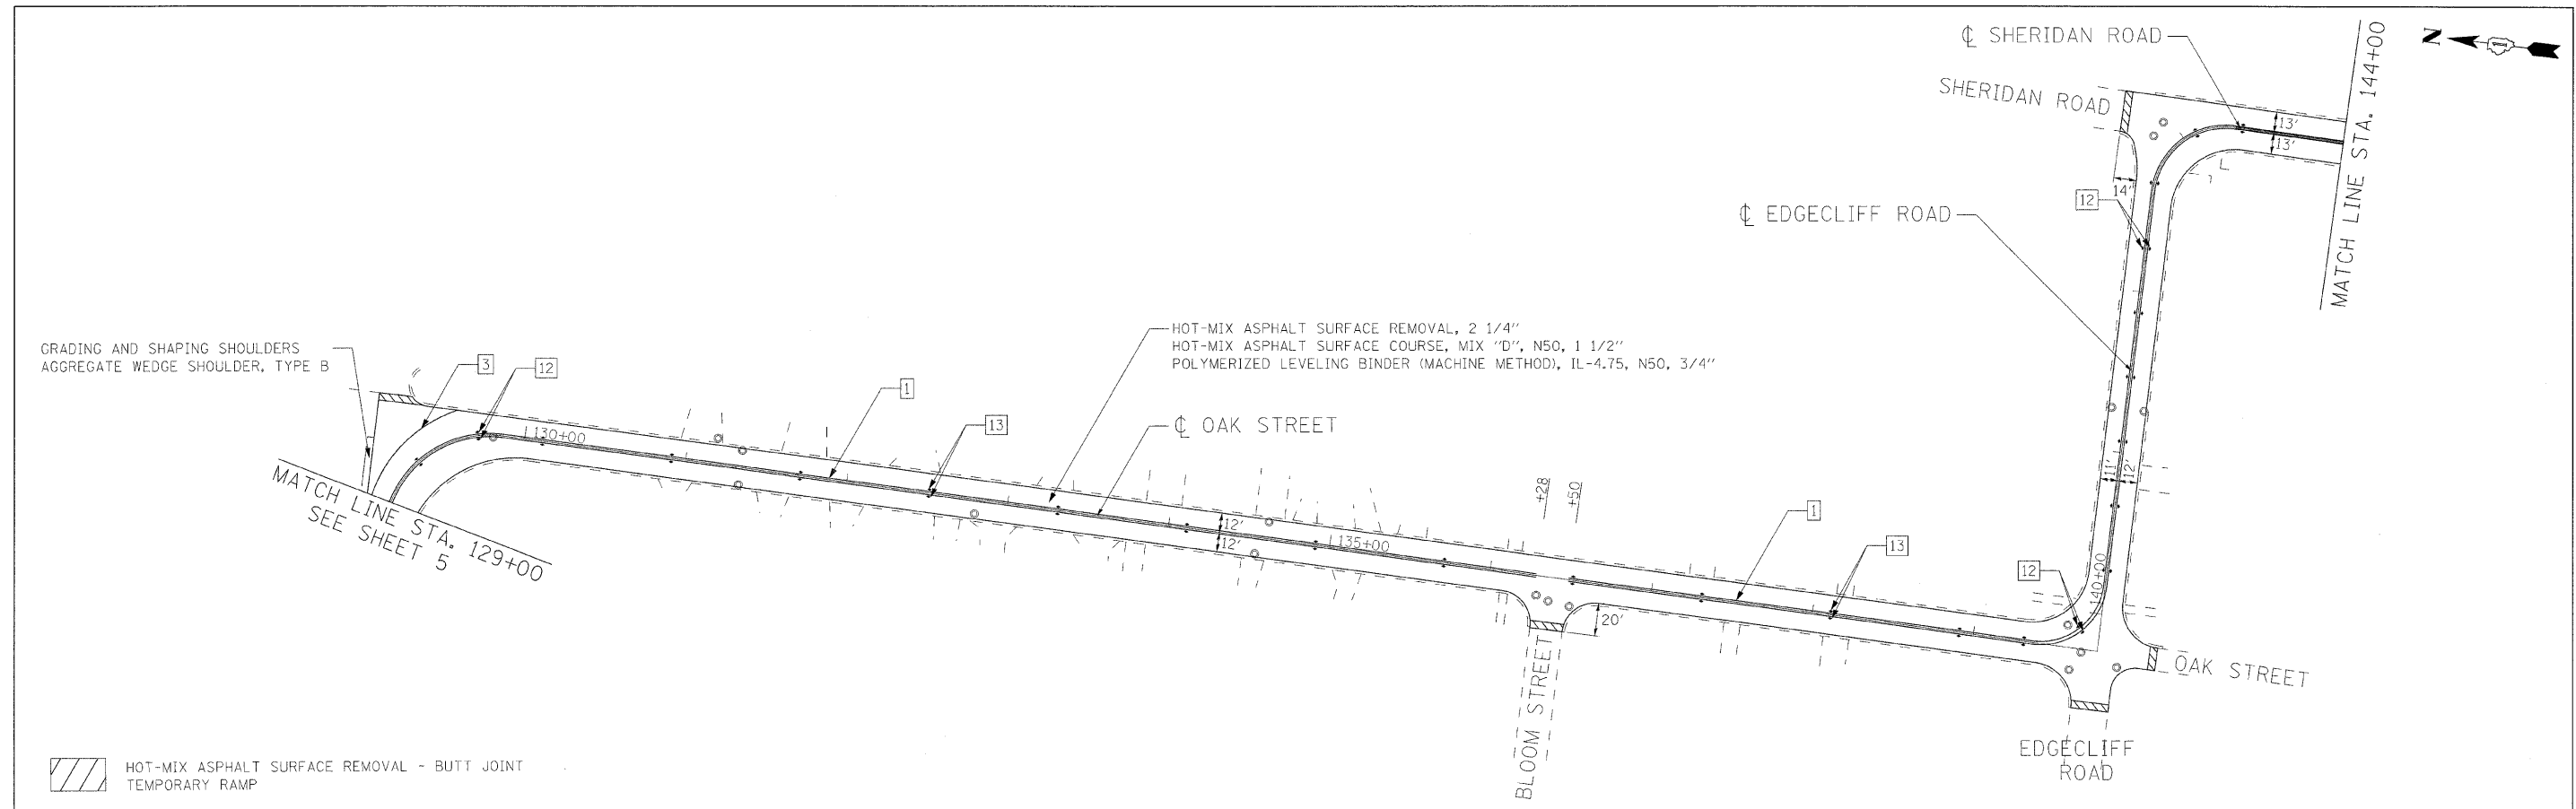 ℄ SHERIDAN ROAD
N
SHERIDAN ROAD
13'
13'
MATCH LINE STA. 144+00
14'
12
℄ EDGECLIFF ROAD
HOT-MIX ASPHALT SURFACE REMOVAL, 2 1/4"
HOT-MIX ASPHALT SURFACE COURSE, MIX "D", N50, 1 1/2"
POLYMERIZED LEVELING BINDER (MACHINE METHOD), IL-4.75, N50, 3/4"
GRADING AND SHAPING SHOULDERS
AGGREGATE WEDGE SHOULDER, TYPE B
3
12
1
13
℄ OAK STREET
130+00
MATCH LINE STA. 129+00
SEE SHEET 5
12'
12'
135+00
+28
+50
1
13
11'
12'
12
140+00
20'
BLOOM STREET
OAK STREET
EDGECLIFF
ROAD
HOT-MIX ASPHALT SURFACE REMOVAL - BUTT JOINT
TEMPORARY RAMP